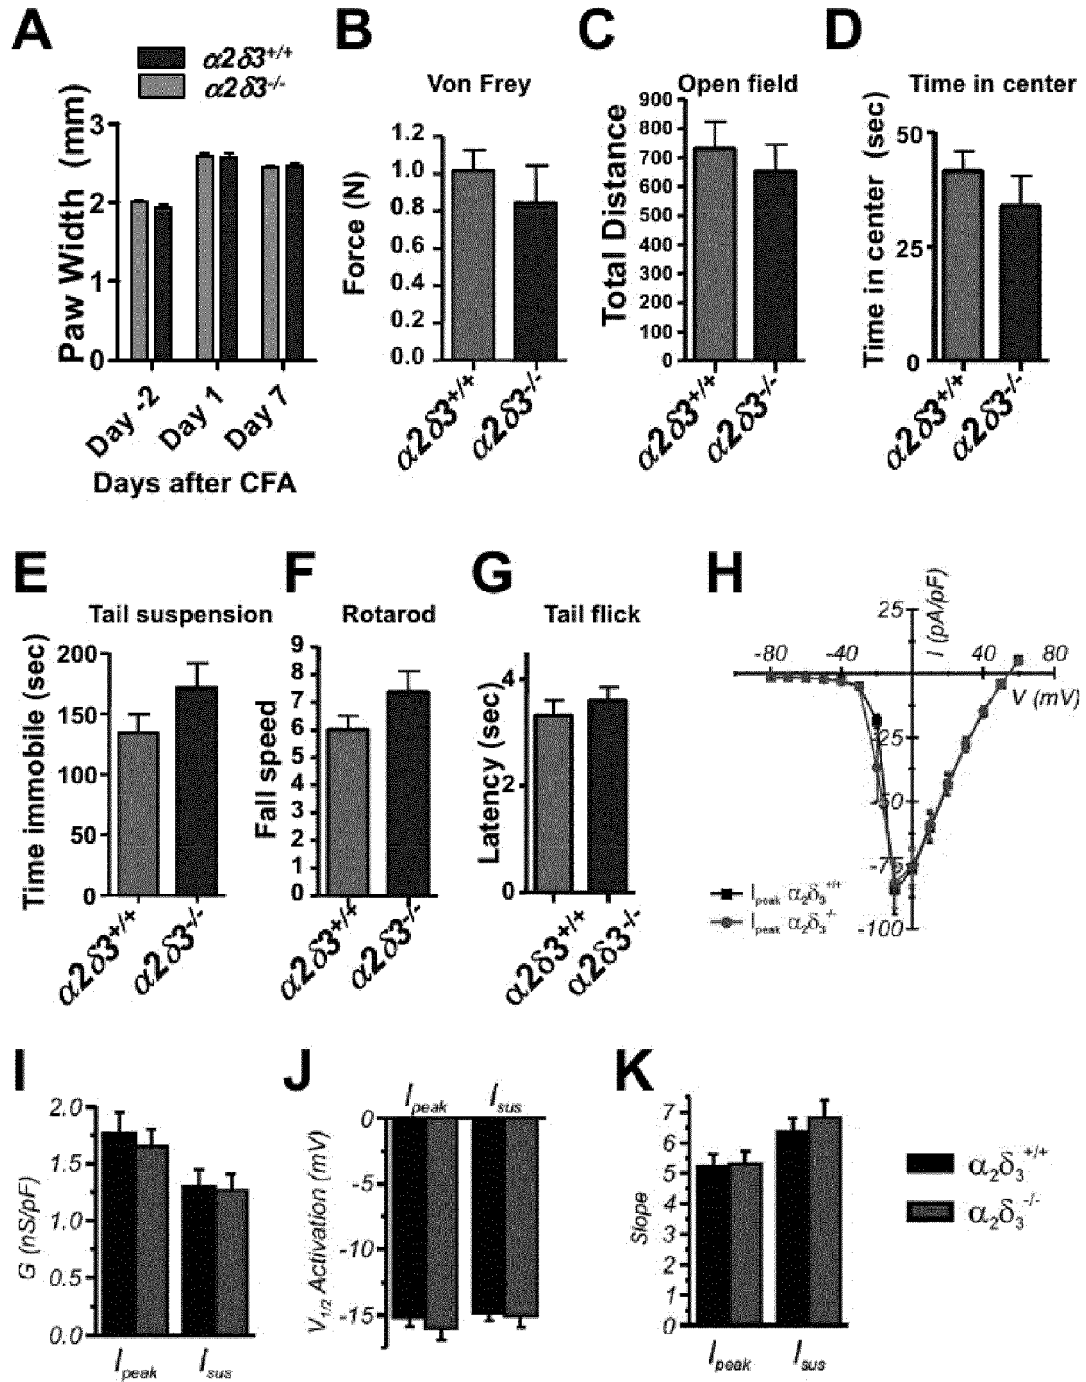 A
α2δ3+/+
α2δ3-/-
Paw Width (mm)
3
2
1
0
Day -2
Day 1
Day 7
Days after CFA
B
Von Frey
Force (N)
1.2
1.0
0.8
0.6
0.4
0.2
0.0
α2δ3+/+
α2δ3-/-
C
Open field
Total Distance
900
800
700
600
500
400
300
200
100
0
α2δ3+/+
α2δ3-/-
D
Time in center
Time in center (sec)
50
25
0
α2δ3+/+
α2δ3-/-
E
Tail suspension
Time immobile (sec)
200
150
100
50
0
α2δ3+/+
α2δ3-/-
F
Rotarod
Fall speed
9
8
7
6
5
4
3
2
1
0
α2δ3+/+
α2δ3-/-
G
Tail flick
Latency (sec)
4
2
0
α2δ3+/+
α2δ3-/-
H
I (pA/pF)
25
-80
-40
40
80
V (mV)
-25
-50
-75
-100
Ipeak α2δ3+/+
Ipeak α2δ3-/-
I
G (nS/pF)
2.0
1.5
1.0
0.5
0.0
Ipeak
Isus
J
Ipeak
Isus
V1/2 Activation (mV)
0
-5
-10
-15
K
Slope
7
6
5
4
3
2
1
0
Ipeak
Isus
α2δ3+/+
α2δ3-/-